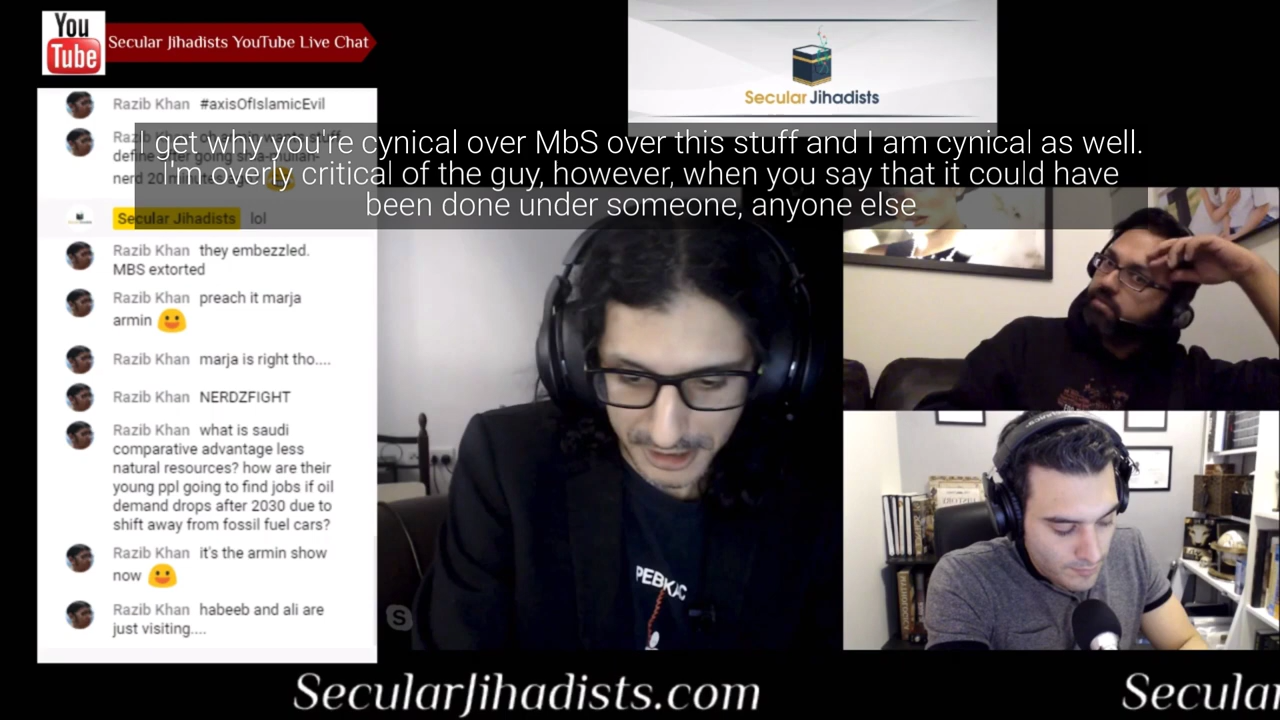 You
Tube
Secular Jihadists YouTube Live Chat
Secular Jihadists
Razib Khan #axisOfIslamicEvil
Razib Khan
nerd 20
Secular Jihadists lol
Razib Khan they embezzled.
MBS extorted
Razib Khan preach it marja
armin
Razib Khan marja is right tho....
Razib Khan NERDZFIGHT
Razib Khan what is saudi
comparative advantage less
natural resources? how are their
young ppl going to find jobs if oil
demand drops after 2030 due to
shift away from fossil fuel cars?
Razib Khan it's the armin show
now
Razib Khan habeeb and ali are
just visiting....
I get why you're cynical over MbS over this stuff and I am cynical as well.
I'm overly critical of the guy, however, when you say that it could have
been done under someone, anyone else
PEBKAC
SecularJihadists.com
Secular